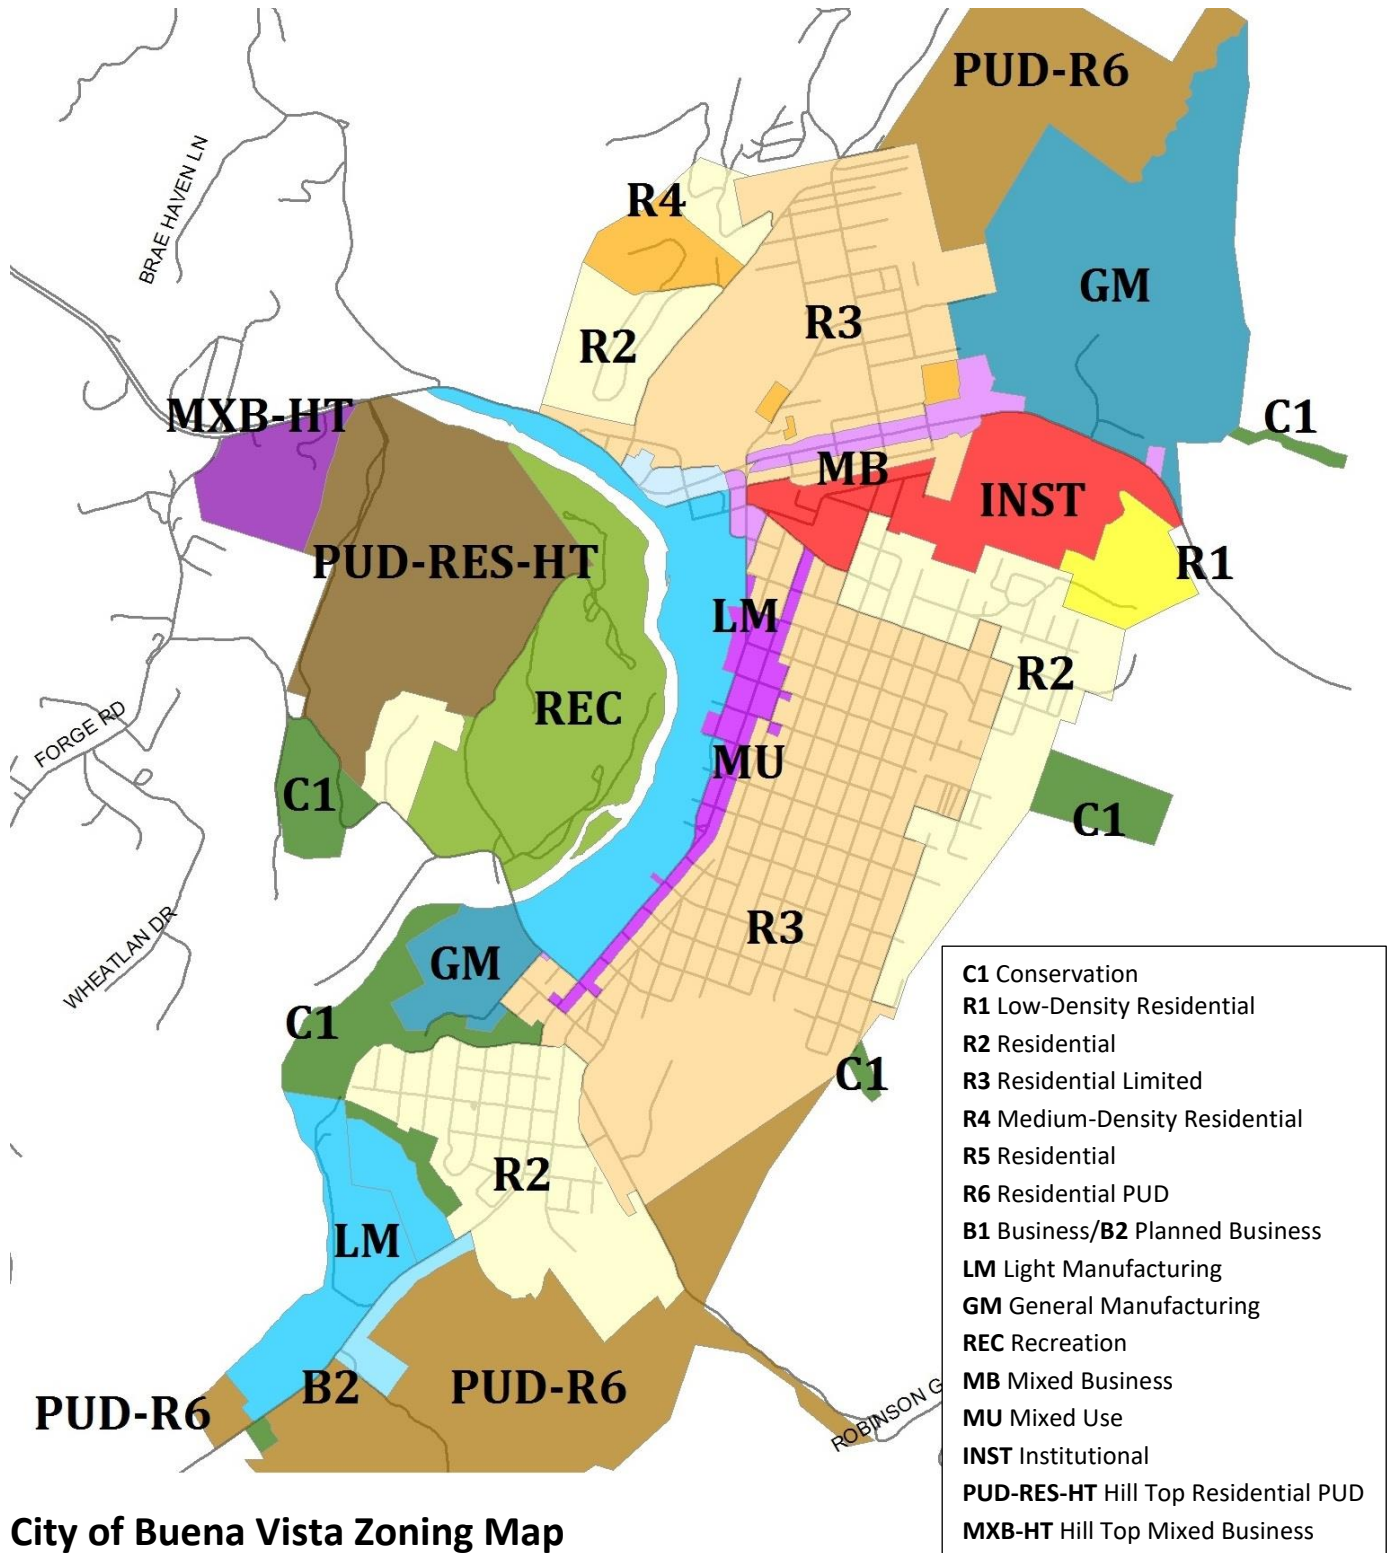 PUD-R6
BRAE HAVEN LN
R4
GM
R3
R2
MXB-HT
C1
MB
INST
PUD-RES-HT
R1
LM
R2
REC
FORGE RD
MU
C1
C1
WHEATLAN DR
R3
GM
C1
C1
R2
LM
B2
PUD-R6
PUD-R6
ROBINSON G
C1 Conservation
R1 Low-Density Residential
R2 Residential
R3 Residential Limited
R4 Medium-Density Residential
R5 Residential
R6 Residential PUD
B1 Business/B2 Planned Business
LM Light Manufacturing
GM General Manufacturing
REC Recreation
MB Mixed Business
MU Mixed Use
INST Institutional
PUD-RES-HT Hill Top Residential PUD
MXB-HT Hill Top Mixed Business
City of Buena Vista Zoning Map